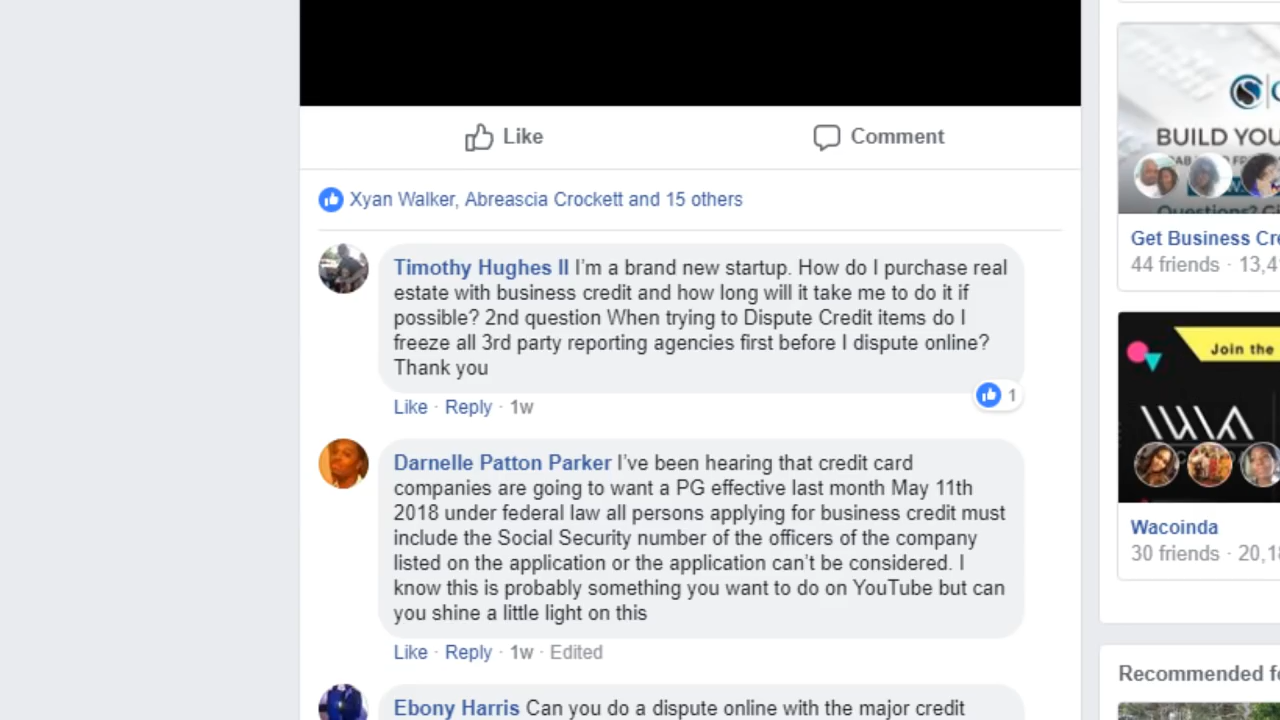 Like
Comment
Xyan Walker, Abreascia Crockett and 15 others
Timothy Hughes II I'm a brand new startup. How do I purchase real
estate with business credit and how long will it take me to do it if
possible? 2nd question When trying to Dispute Credit items do I
freeze all 3rd party reporting agencies first before I dispute online?
Thank you
1
Like · Reply · 1w
Darnelle Patton Parker I've been hearing that credit card
companies are going to want a PG effective last month May 11th
2018 under federal law all persons applying for business credit must
include the Social Security number of the officers of the company
listed on the application or the application can't be considered. I
know this is probably something you want to do on YouTube but can
you shine a little light on this
Like · Reply · 1w · Edited
Ebony Harris Can you do a dispute online with the major credit
BUILD YOU
Questions? Gi
Get Business Cre
44 friends · 13,4
Join the
Wacoinda
30 friends · 20,18
Recommended fo